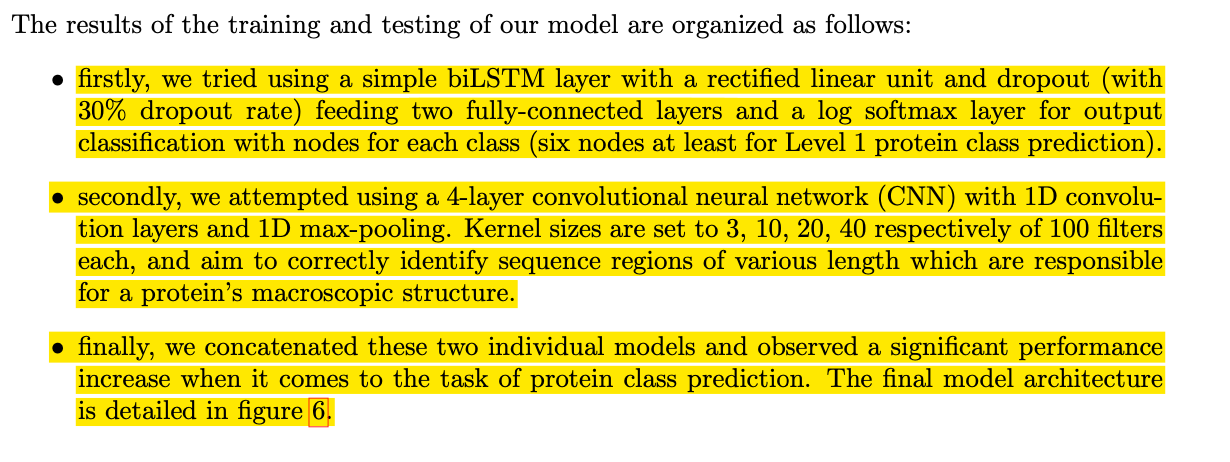 The results of the training and testing of our model are organized as follows:
• firstly, we tried using a simple biLSTM layer with a rectified linear unit and dropout (with
30% dropout rate) feeding two fully-connected layers and a log softmax layer for output
classification with nodes for each class (six nodes at least for Level 1 protein class prediction).
• secondly, we attempted using a 4-layer convolutional neural network (CNN) with 1D convolu-
tion layers and 1D max-pooling. Kernel sizes are set to 3, 10, 20, 40 respectively of 100 filters
each, and aim to correctly identify sequence regions of various length which are responsible
for a protein’s macroscopic structure.
• finally, we concatenated these two individual models and observed a significant performance
increase when it comes to the task of protein class prediction. The final model architecture
is detailed in figure 6.